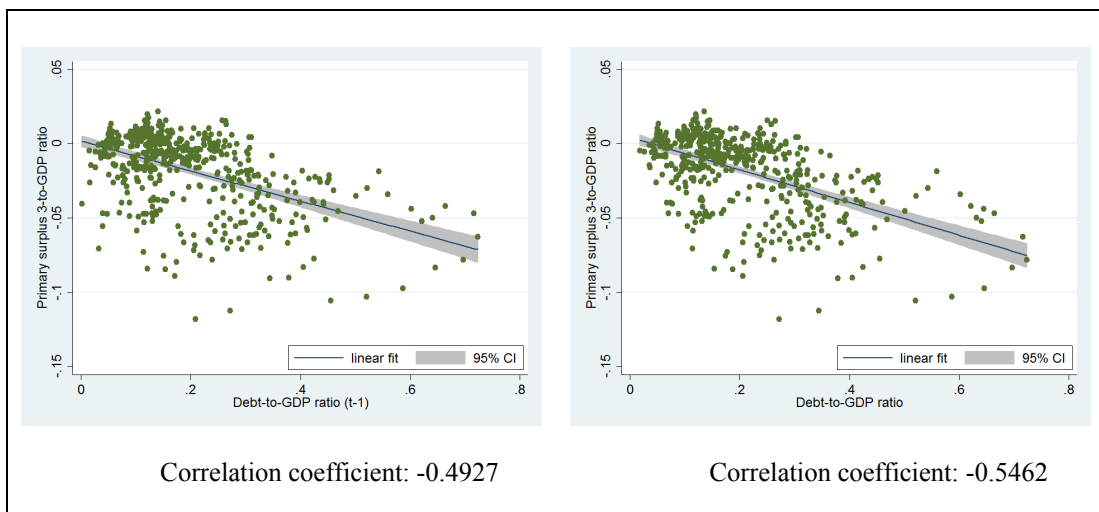 .05
0
-.05
-.1
-.15
Primary surplus 3-to-GDP ratio
linear fit 95% CI
0 .2 .4 .6 .8
Debt-to-GDP ratio (t-1)
Correlation coefficient: -0.4927
.05
0
-.05
-.1
-.15
Primary surplus 3-to-GDP ratio
linear fit 95% CI
0 .2 .4 .6 .8
Debt-to-GDP ratio
Correlation coefficient: -0.5462